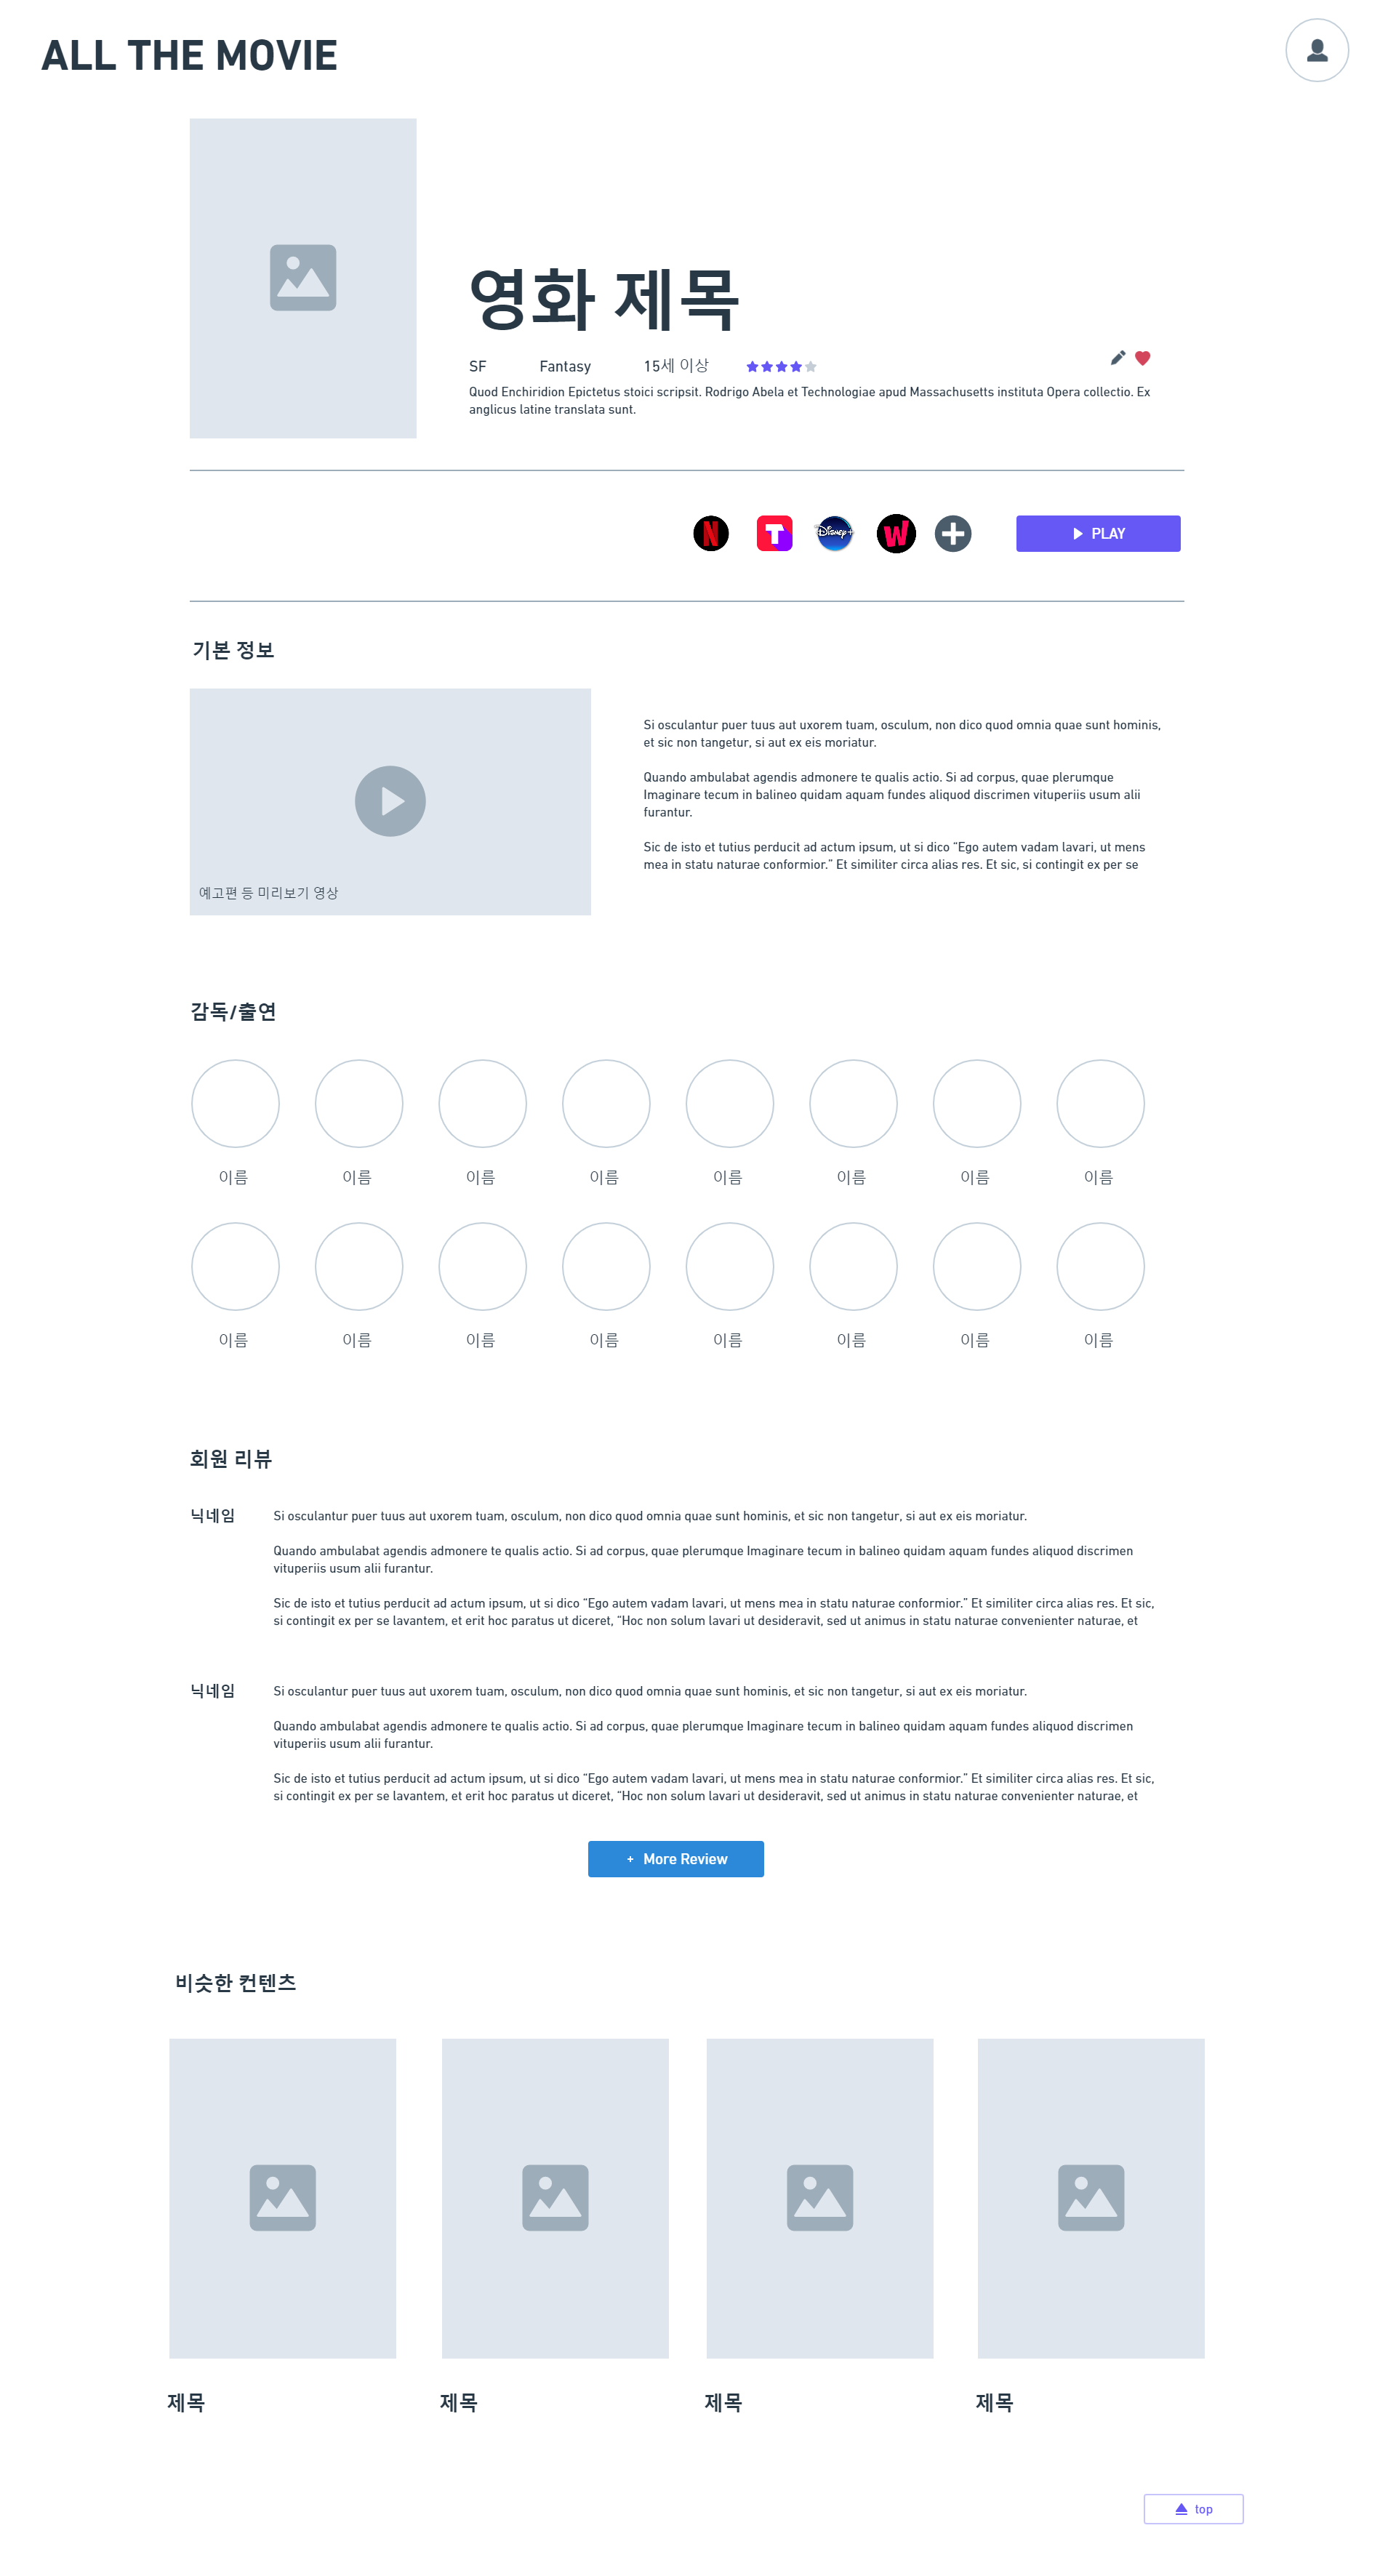 ALL THE MOVIE
영화 제목
SF Fantasy 15세 이상
Quod Enchiridion Epictetus stoici scripsit. Rodrigo Abela et Technologiae apud Massachusetts instituta Opera collectio. Ex
anglicus latine translata sunt.
N T Disney+ W PLAY
기본 정보
Si osculantur puer tuus aut uxorem tuam, osculum, non dico quod omnia quae sunt hominis,
et sic non tangetur, si aut ex eis moriatur.
Quando ambulabat agendis admonere te qualis actio. Si ad corpus, quae plerumque
Imaginare tecum in balineo quidam aquam fundes aliquod discrimen vituperiis usum alii
furantur.
Sic de isto et tutius perducit ad actum ipsum, ut si dico “Ego autem vadam lavari, ut mens
mea in statu naturae conformior.” Et similiter circa alias res. Et sic, si contingit ex per se
예고편 등 미리보기 영상
감독/출연
이름 이름 이름 이름 이름 이름 이름 이름
이름 이름 이름 이름 이름 이름 이름 이름
회원 리뷰
닉네임
Si osculantur puer tuus aut uxorem tuam, osculum, non dico quod omnia quae sunt hominis, et sic non tangetur, si aut ex eis moriatur.
Quando ambulabat agendis admonere te qualis actio. Si ad corpus, quae plerumque Imaginare tecum in balineo quidam aquam fundes aliquod discrimen
vituperiis usum alii furantur.
Sic de isto et tutius perducit ad actum ipsum, ut si dico “Ego autem vadam lavari, ut mens mea in statu naturae conformior.” Et similiter circa alias res. Et sic,
si contingit ex per se lavantem, et erit hoc paratus ut diceret, “Hoc non solum lavari ut desideravit, sed ut animus in statu naturae convenienter naturae, et
닉네임
Si osculantur puer tuus aut uxorem tuam, osculum, non dico quod omnia quae sunt hominis, et sic non tangetur, si aut ex eis moriatur.
Quando ambulabat agendis admonere te qualis actio. Si ad corpus, quae plerumque Imaginare tecum in balineo quidam aquam fundes aliquod discrimen
vituperiis usum alii furantur.
Sic de isto et tutius perducit ad actum ipsum, ut si dico “Ego autem vadam lavari, ut mens mea in statu naturae conformior.” Et similiter circa alias res. Et sic,
si contingit ex per se lavantem, et erit hoc paratus ut diceret, “Hoc non solum lavari ut desideravit, sed ut animus in statu naturae convenienter naturae, et
+ More Review
비슷한 컨텐츠
제목 제목 제목 제목
top